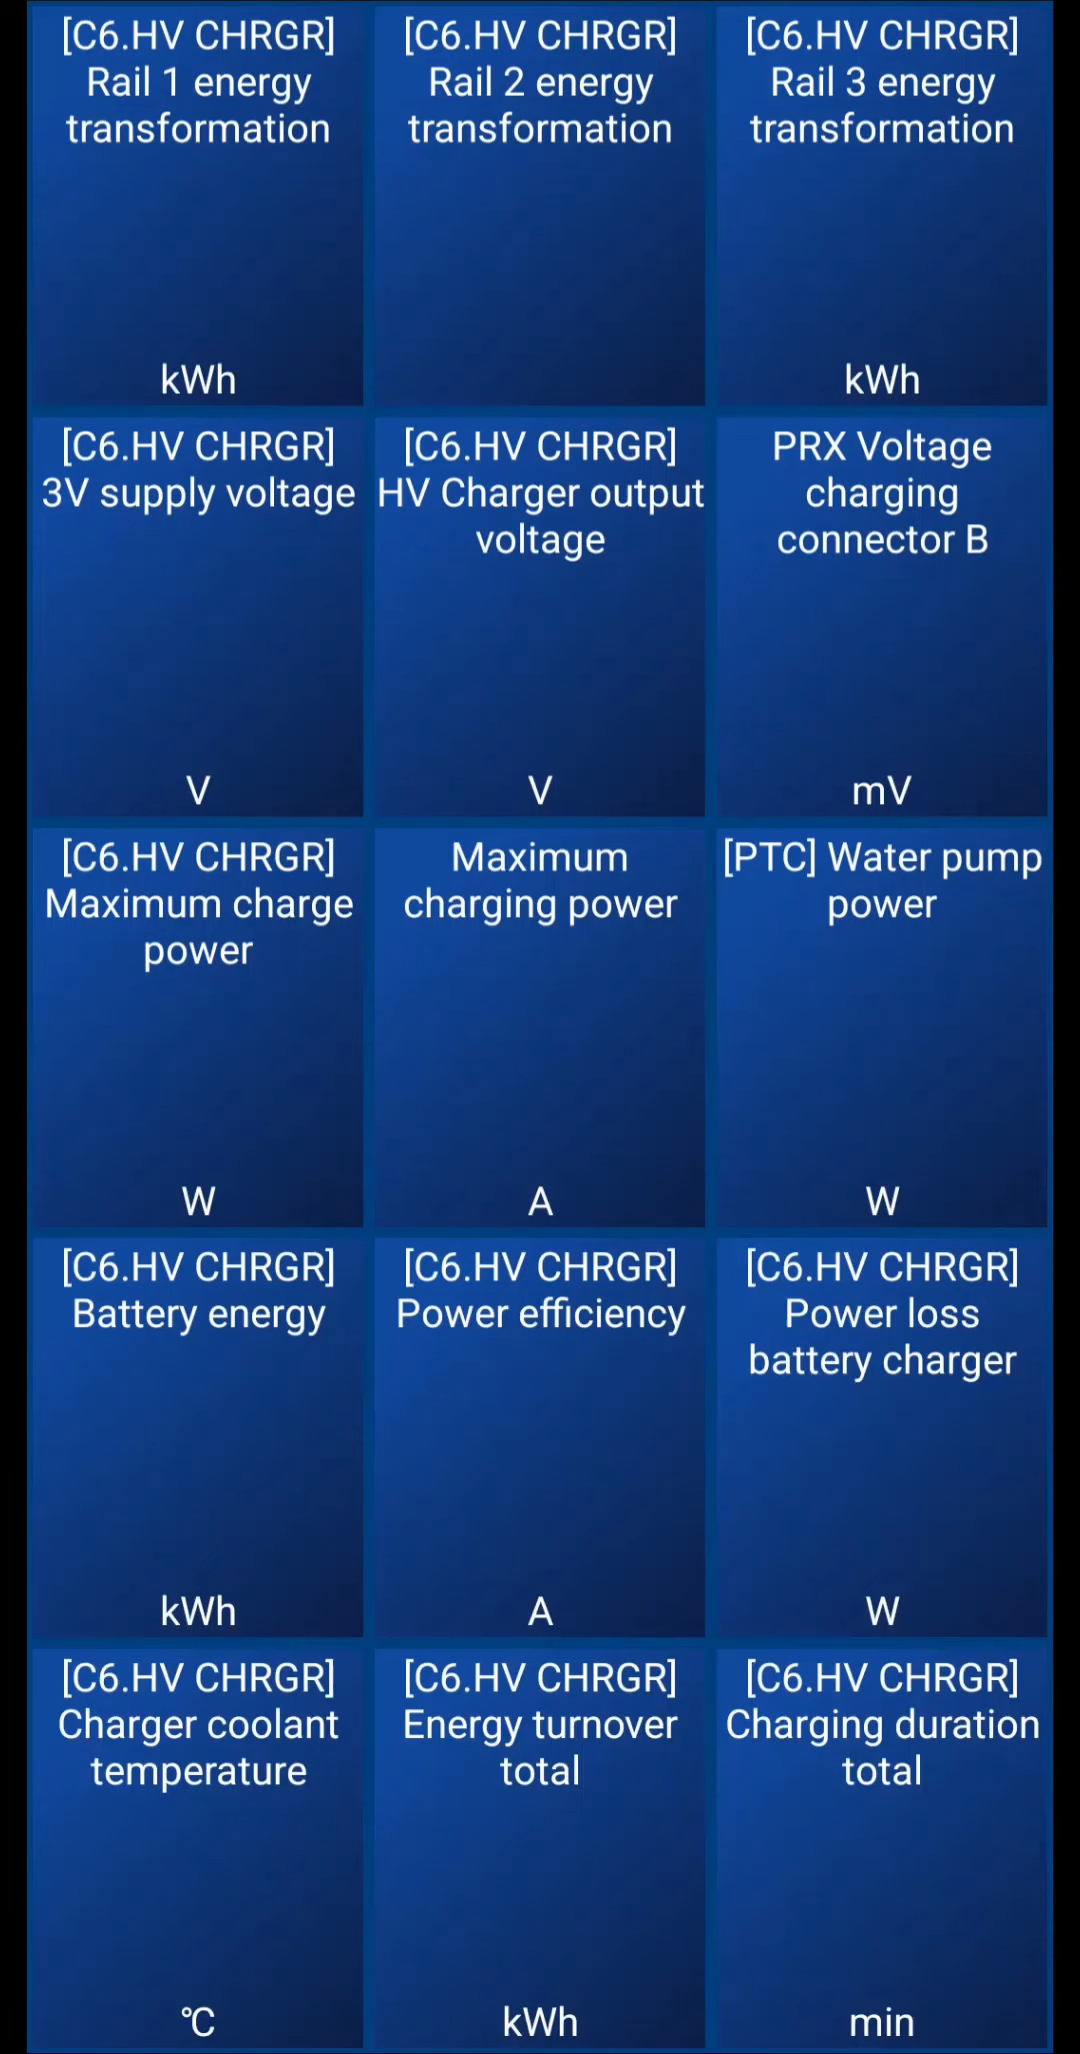 [C6.HV CHRGR]
Rail 1 energy
transformation
kWh
[C6.HV CHRGR]
Rail 2 energy
transformation
[C6.HV CHRGR]
Rail 3 energy
transformation
kWh
[C6.HV CHRGR]
3V supply voltage
V
[C6.HV CHRGR]
HV Charger output
voltage
V
PRX Voltage
charging
connector B
mV
[C6.HV CHRGR]
Maximum charge
power
W
Maximum
charging power
A
[PTC] Water pump
power
W
[C6.HV CHRGR]
Battery energy
kWh
[C6.HV CHRGR]
Power efficiency
A
[C6.HV CHRGR]
Power loss
battery charger
W
[C6.HV CHRGR]
Charger coolant
temperature
℃
[C6.HV CHRGR]
Energy turnover
total
kWh
[C6.HV CHRGR]
Charging duration
total
min